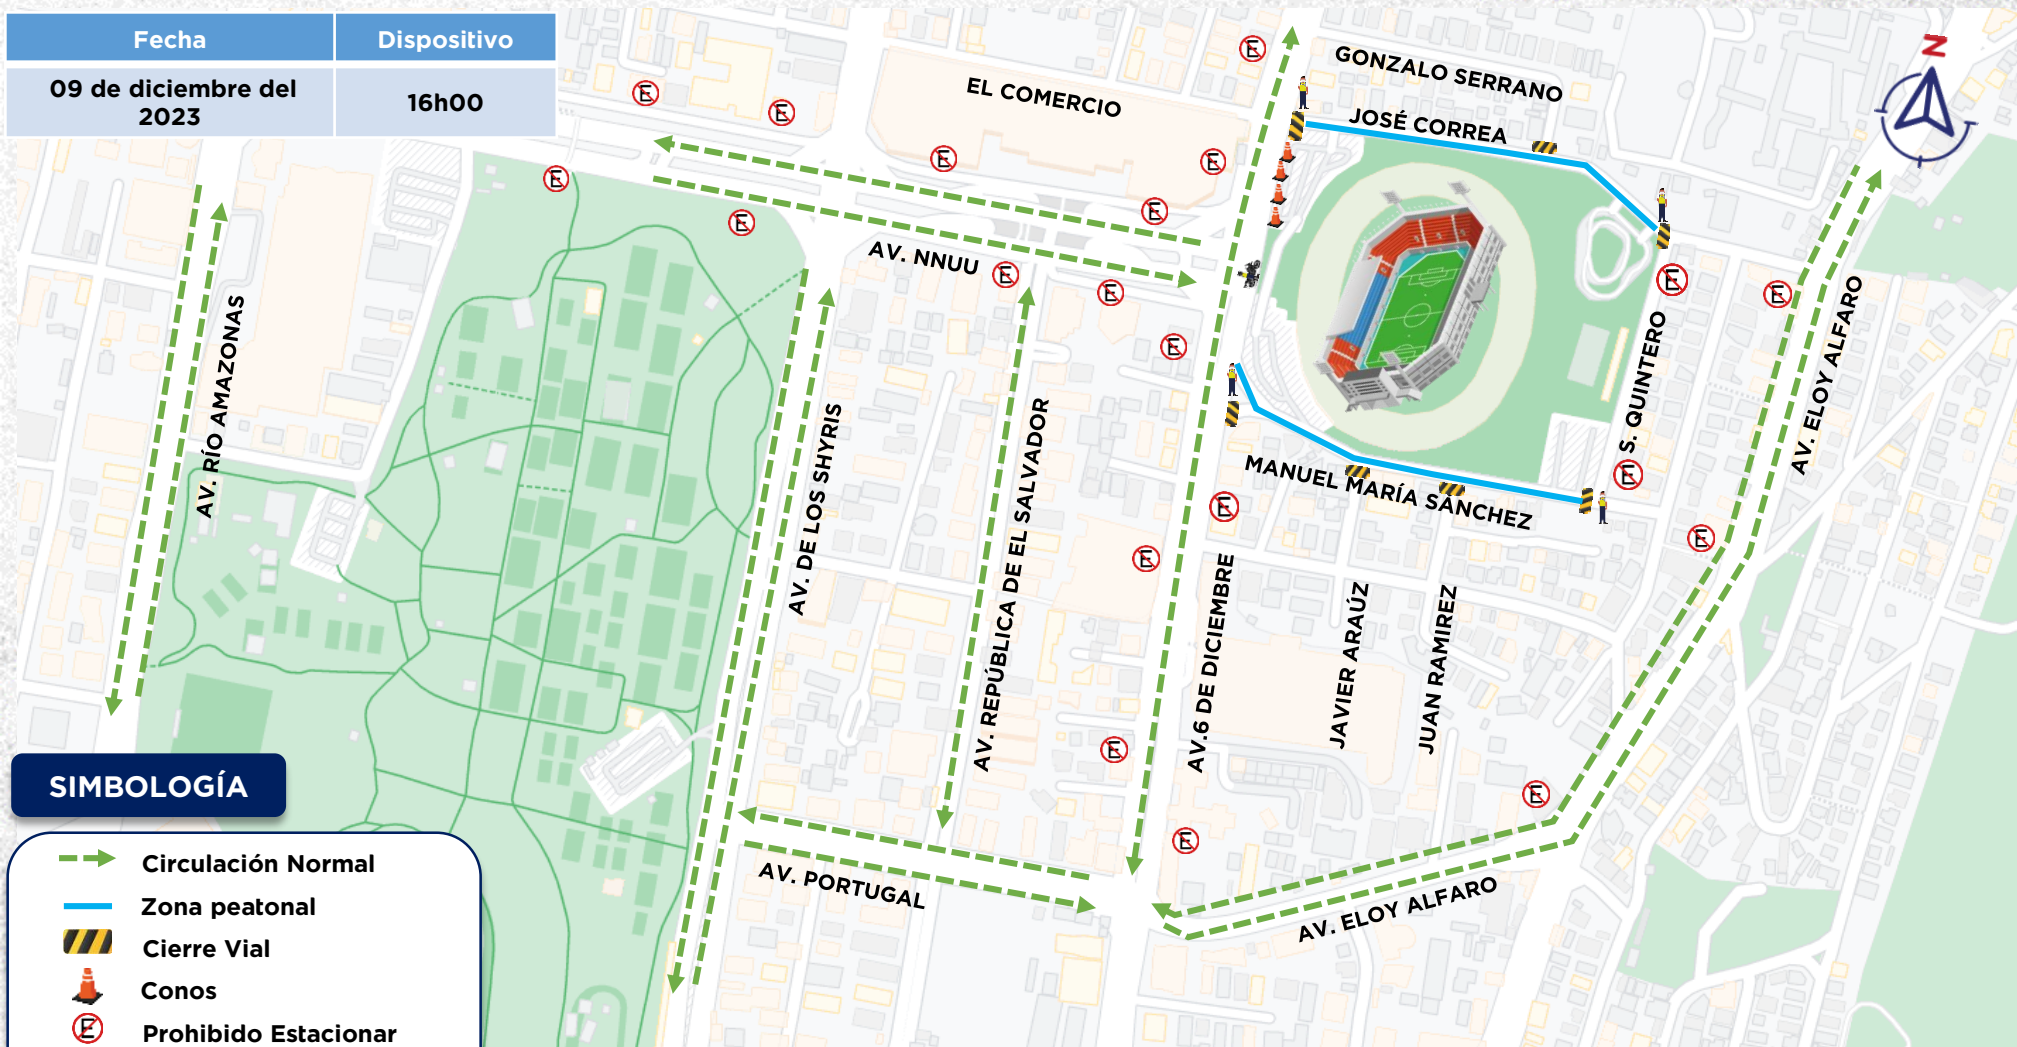 Fecha
Dispositivo
09 de diciembre del
2023
16h00
N
GONZALO SERRANO
EL COMERCIO
JOSÉ CORREA
AV. NNUU
AV. RÍO AMAZONAS
AV. DE LOS SHYRIS
AV. REPÚBLICA DE EL SALVADOR
S. QUINTERO
AV. ELOY ALFARO
MANUEL MARÍA SÁNCHEZ
AV.6 DE DICIEMBRE
JAVIER ARAÚZ
JUAN RAMIREZ
AV. PORTUGAL
AV. ELOY ALFARO
SIMBOLOGÍA
Circulación Normal
Zona peatonal
Cierre Vial
Conos
E Prohibido Estacionar